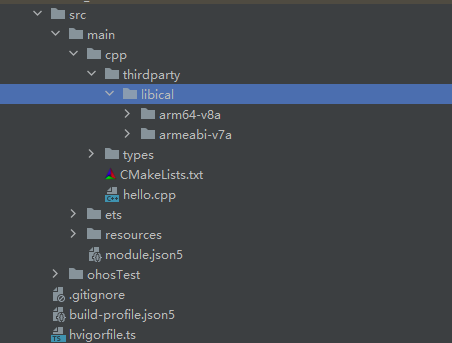 src
main
cpp
thirdparty
libical
arm64-v8a
armeabi-v7a
types
CMakeLists.txt
hello.cpp
ets
resources
module.json5
ohosTest
.gitignore
build-profile.json5
hvigorfile.ts